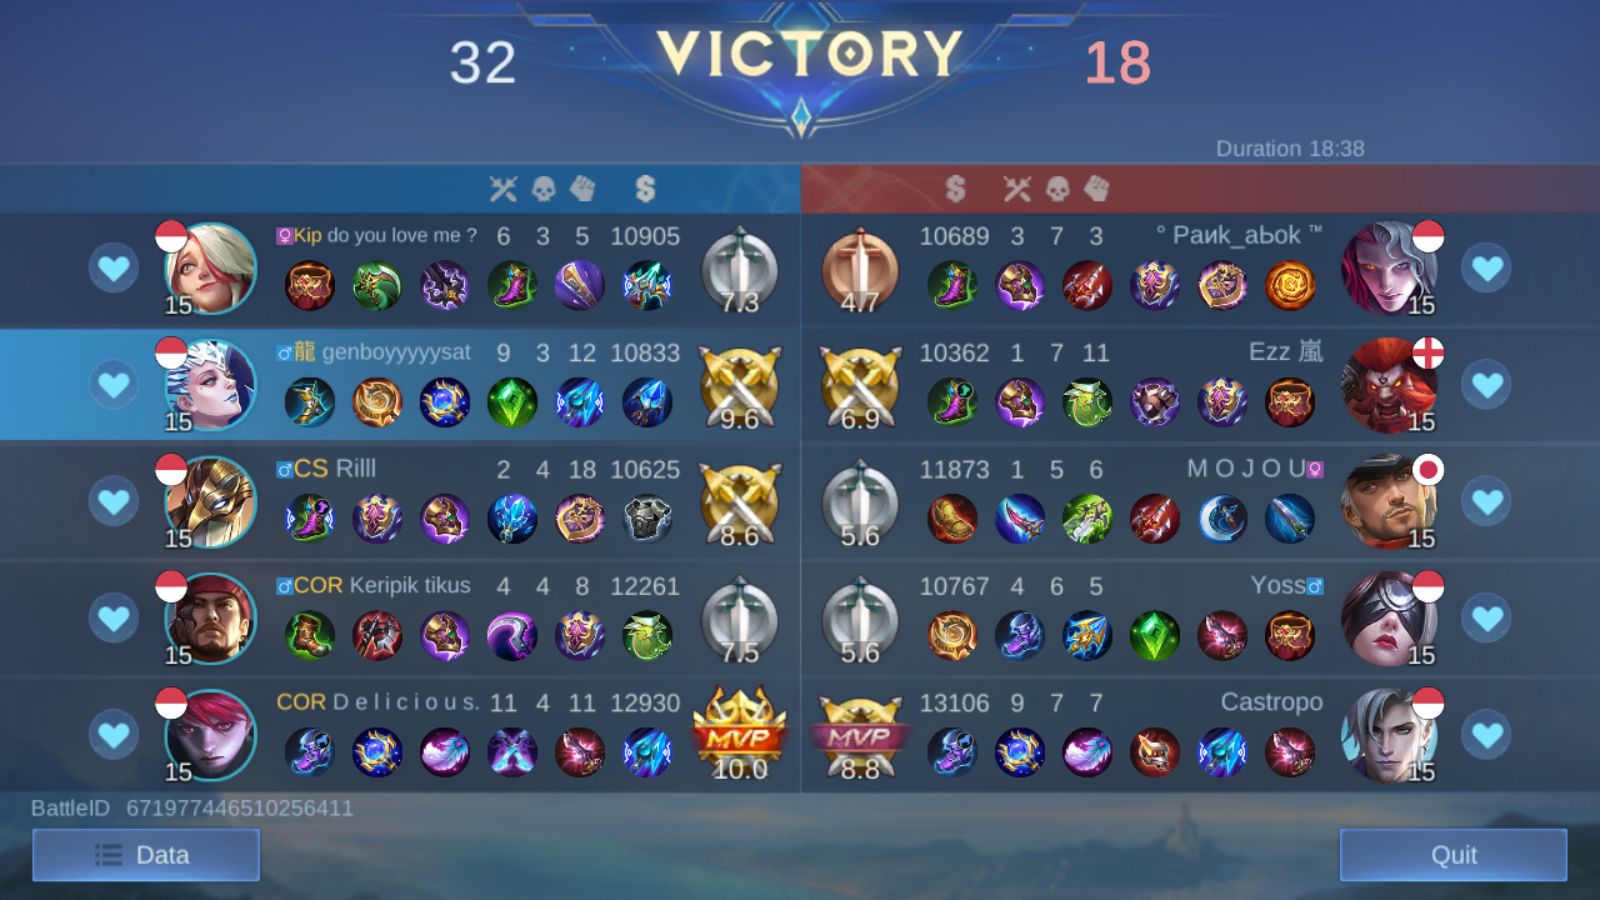 32 VICTORY 18
Duration 18:38
Kip do you love me ? 6 3 5 10905 7.3 15
4.7 10689 3 7 3 ° Paиk_aЬok ™ 15
龍 genboyyyyysat 9 3 12 10833 9.6 15
6.9 10362 1 7 11 Ezz 嵐 15
CS Rilll 2 4 18 10625 8.6 15
5.6 11873 1 5 6 M O J O U 15
COR Keripik tikus 4 4 8 12261 7.5 15
5.6 10767 4 6 5 Yoss 15
COR D e l i c i o u s. 11 4 11 12930 MVP 10.0 15
MVP 8.8 13106 9 7 7 Castropo 15
BattleID 671977446510256411
Data
Quit